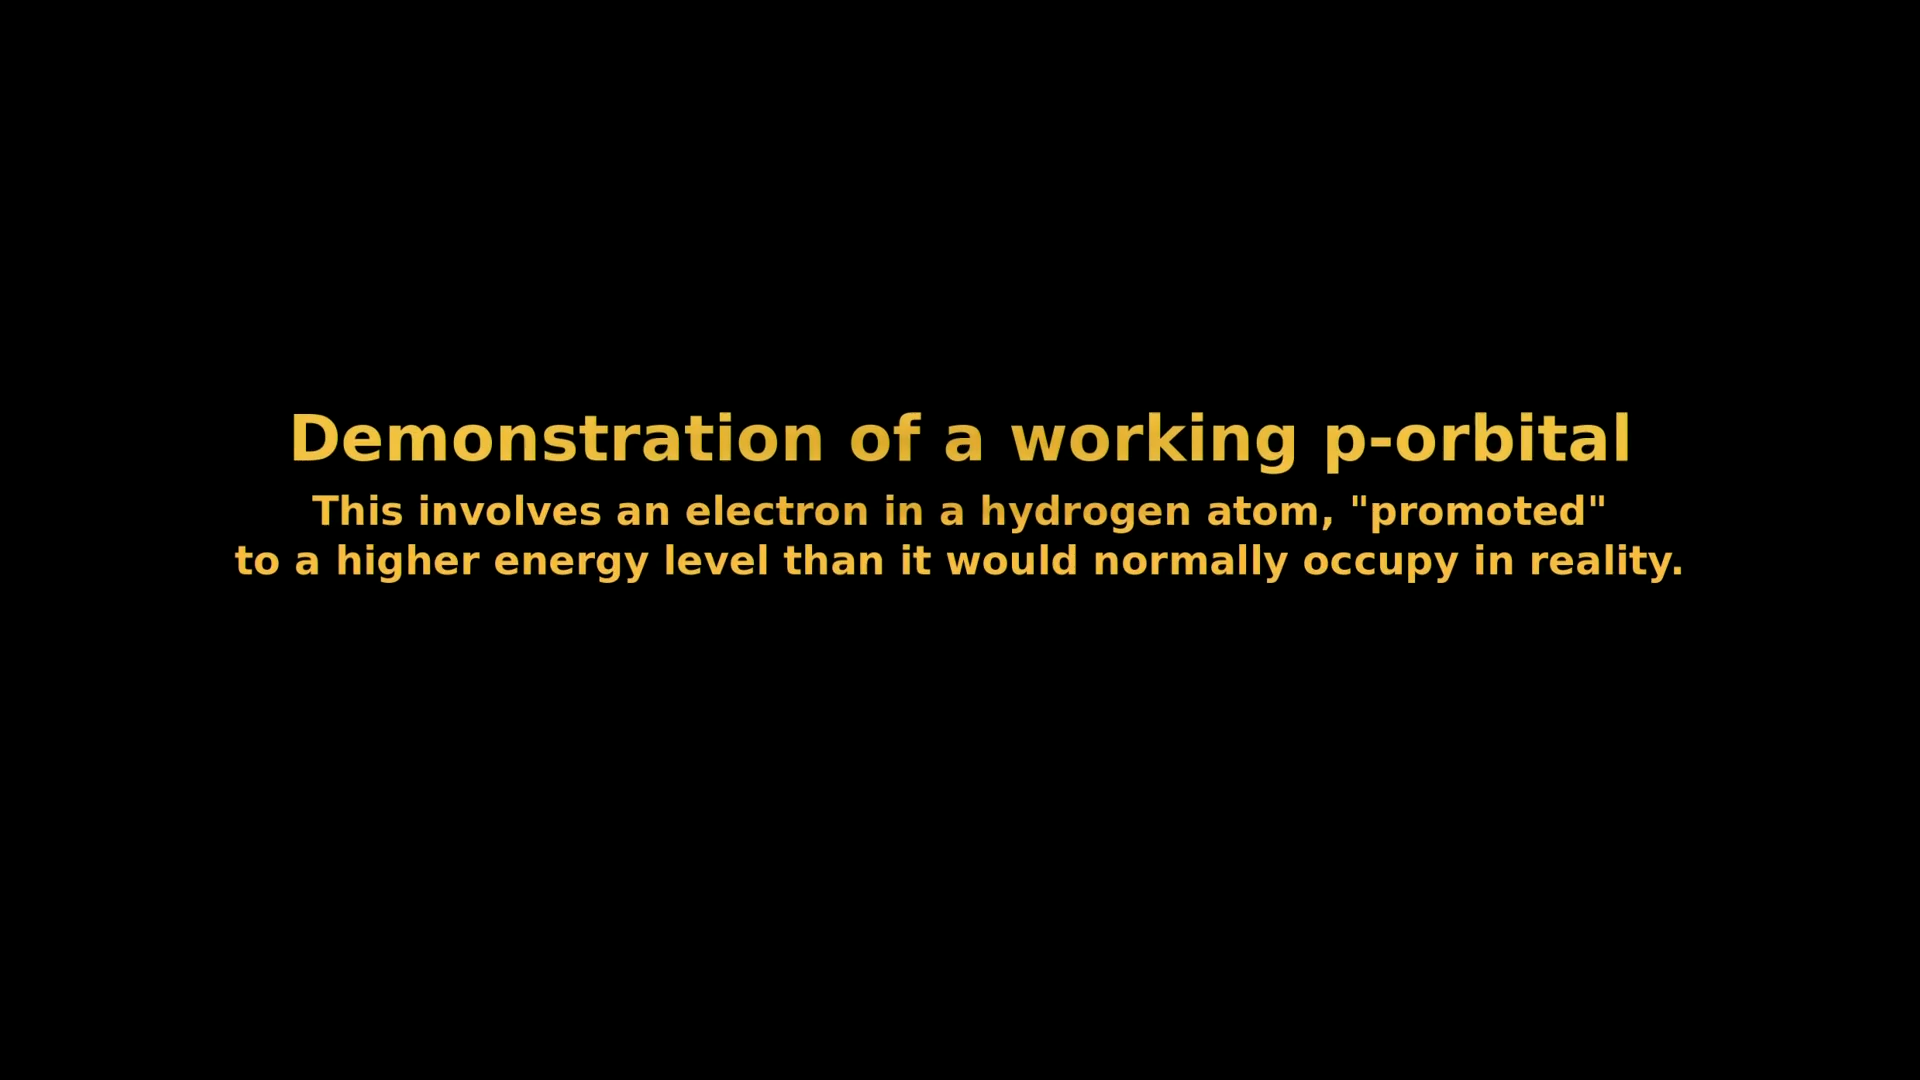 Demonstration of a working p-orbital
This involves an electron in a hydrogen atom, "promoted"
to a higher energy level than it would normally occupy in reality.